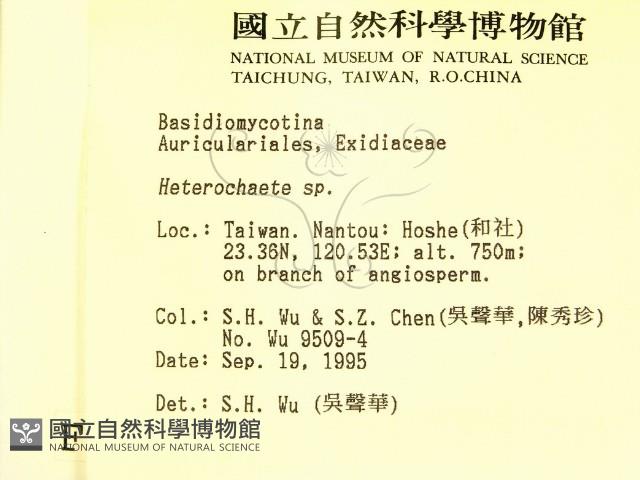 國立自然科學博物館
NATIONAL MUSEUM OF NATURAL SCIENCE
TAICHUNG, TAIWAN, R.O.CHINA
Basidiomycotina
Auriculariales, Exidiaceae
Heterochaete sp.
Loc.: Taiwan. Nantou: Hoshe(和社)
23.36N, 120.53E; alt. 750m;
on branch of angiosperm.
Col.: S.H. Wu & S.Z. Chen(吳聲華,陳秀珍)
No. Wu 9509-4
Date: Sep. 19, 1995
Det.: S.H. Wu (吳聲華)
國立自然科學博物館
NATIONAL MUSEUM OF NATURAL SCIENCE